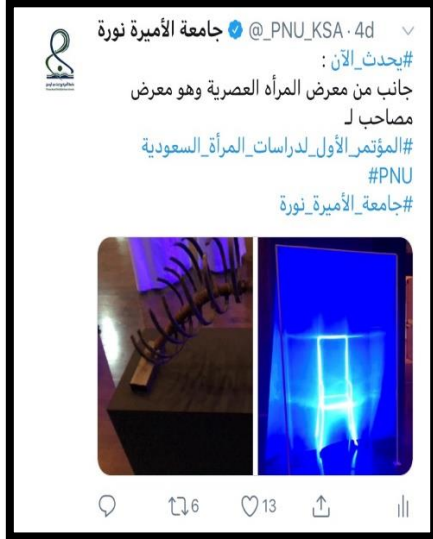 جامعة الأميرة نورة @_PNU_KSA · 4d
#يحدث_الآن :
جانب من معرض المرأه العصرية وهو معرض
مصاحب لـ
#المؤتمر_الأول_لدراسات_المرأة_السعودية
#PNU
#جامعة_الأميرة_نورة
6 13